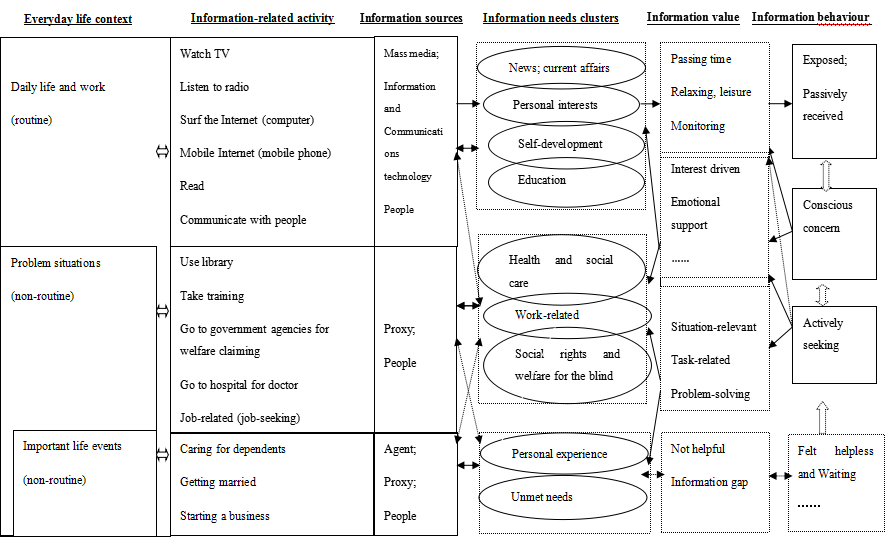 Everyday life context
Information-related activity
Information sources
Information needs clusters
Information value
Information behaviour
Daily life and work
(routine)
Watch TV
Listen to radio
Surf the Internet (computer)
Mobile Internet (mobile phone)
Read
Communicate with people
Mass media;
Information
and
Communicati
ons
technology
People
News; current affairs
Personal interests
Self-development
Education
Passing time
Relaxing, leisure
Monitoring
Interest driven
Emotional
support
......
Exposed;
Passively
received
Conscious
concern
Problem situations
(non-routine)
Use library
Take training
Go to government agencies for
welfare claiming
Go to hospital for doctor
Job-related (job-seeking)
Proxy;
People
Health and social
care
Work-related
Social rights and
welfare for the blind
Situation-relevant
Task-related
Problem-solving
Actively
seeking
Important life events
(non-routine)
Caring for dependents
Getting married
Starting a business
Agent;
Proxy;
People
Personal experience
Unmet needs
Not helpful
Information gap
Felt helpless
and Waiting
......